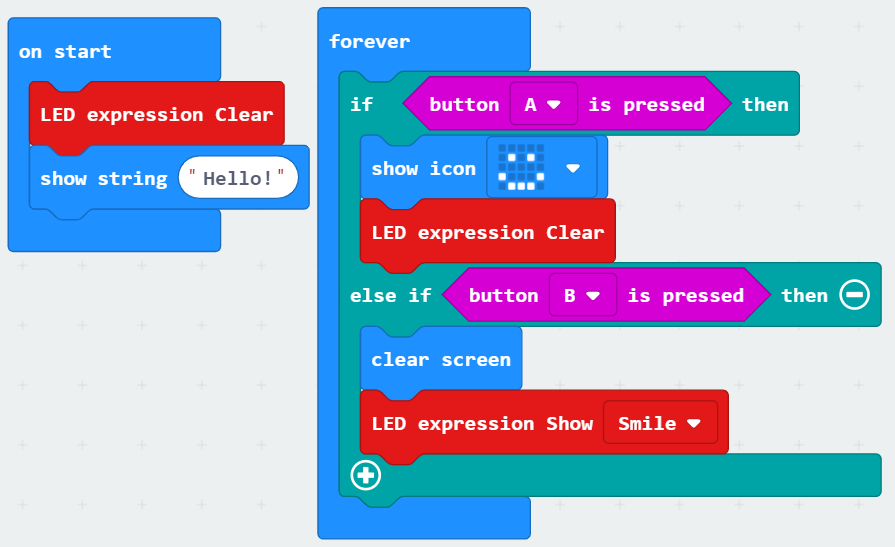 on start
LED expression Clear
show string "Hello!"
forever
if button A is pressed then
show icon
LED expression Clear
else if button B is pressed then
clear screen
LED expression Show Smile